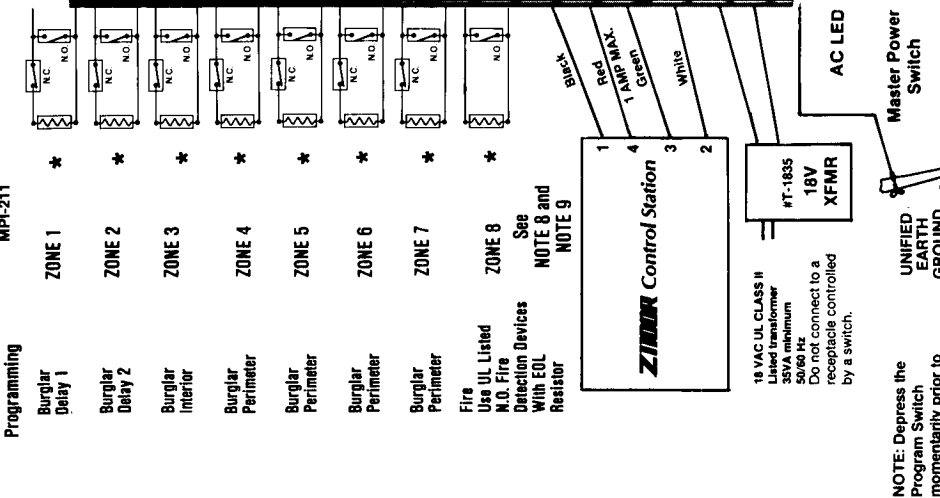 MPI-211
Programming
N.C.
N.O.
Burglar
Delay 1
ZONE 1
*
N.C.
N.O.
Burglar
Delay 2
ZONE 2
*
N.C.
N.O.
Burglar
Interior
ZONE 3
*
N.C.
N.O.
Burglar
Perimeter
ZONE 4
*
N.C.
N.O.
Burglar
Perimeter
ZONE 5
*
N.C.
N.O.
Burglar
Perimeter
ZONE 6
*
N.C.
N.O.
Burglar
Perimeter
ZONE 7
*
N.O.
Fire
Use UL Listed
N.O. Fire
Detection Devices
With EOL
Resistor
ZONE 8
*
N.O.
See
NOTE 8 and
NOTE 9
Control Station
1
4
3
2
Black
Red
1 AMP MAX.
Green
White
18 VAC UL CLASS II
Listed transformer
35VA minimum
50/60 Hz
Do not connect to a
receptacle controlled
by a switch.
#T-1835
18V
XFMR
AC LED
Master Power
Switch
UNIFIED
EARTH
GROUND
NOTE: Depress the
Program Switch
momentarily prior to